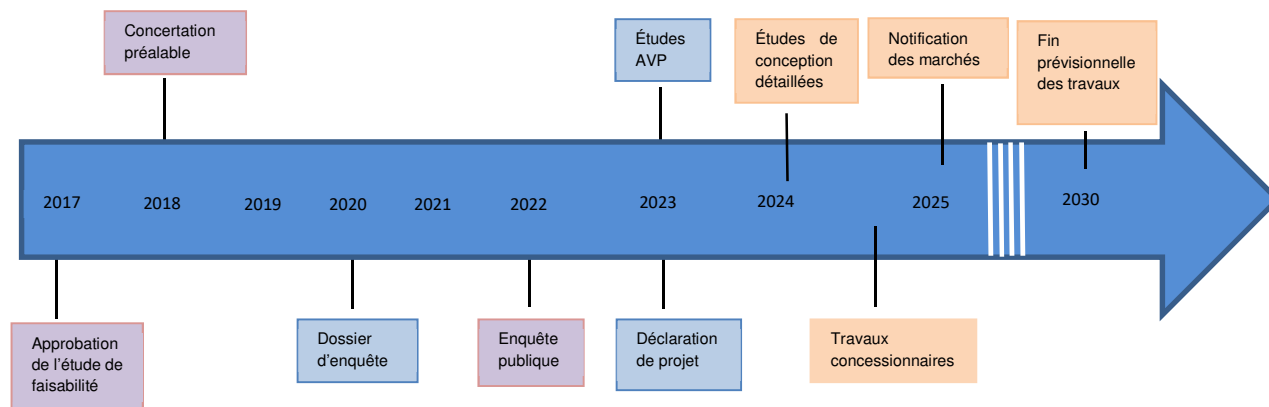 Concertation
préalable
Études
AVP
Études de
conception
détaillées
Notification
des marchés
Fin
prévisionnelle
des travaux
2017
2018
2019
2020
2021
2022
2023
2024
2025
2030
Approbation
de l’étude de
faisabilité
Dossier
d’enquête
Enquête
publique
Déclaration
de projet
Travaux
concessionnaires